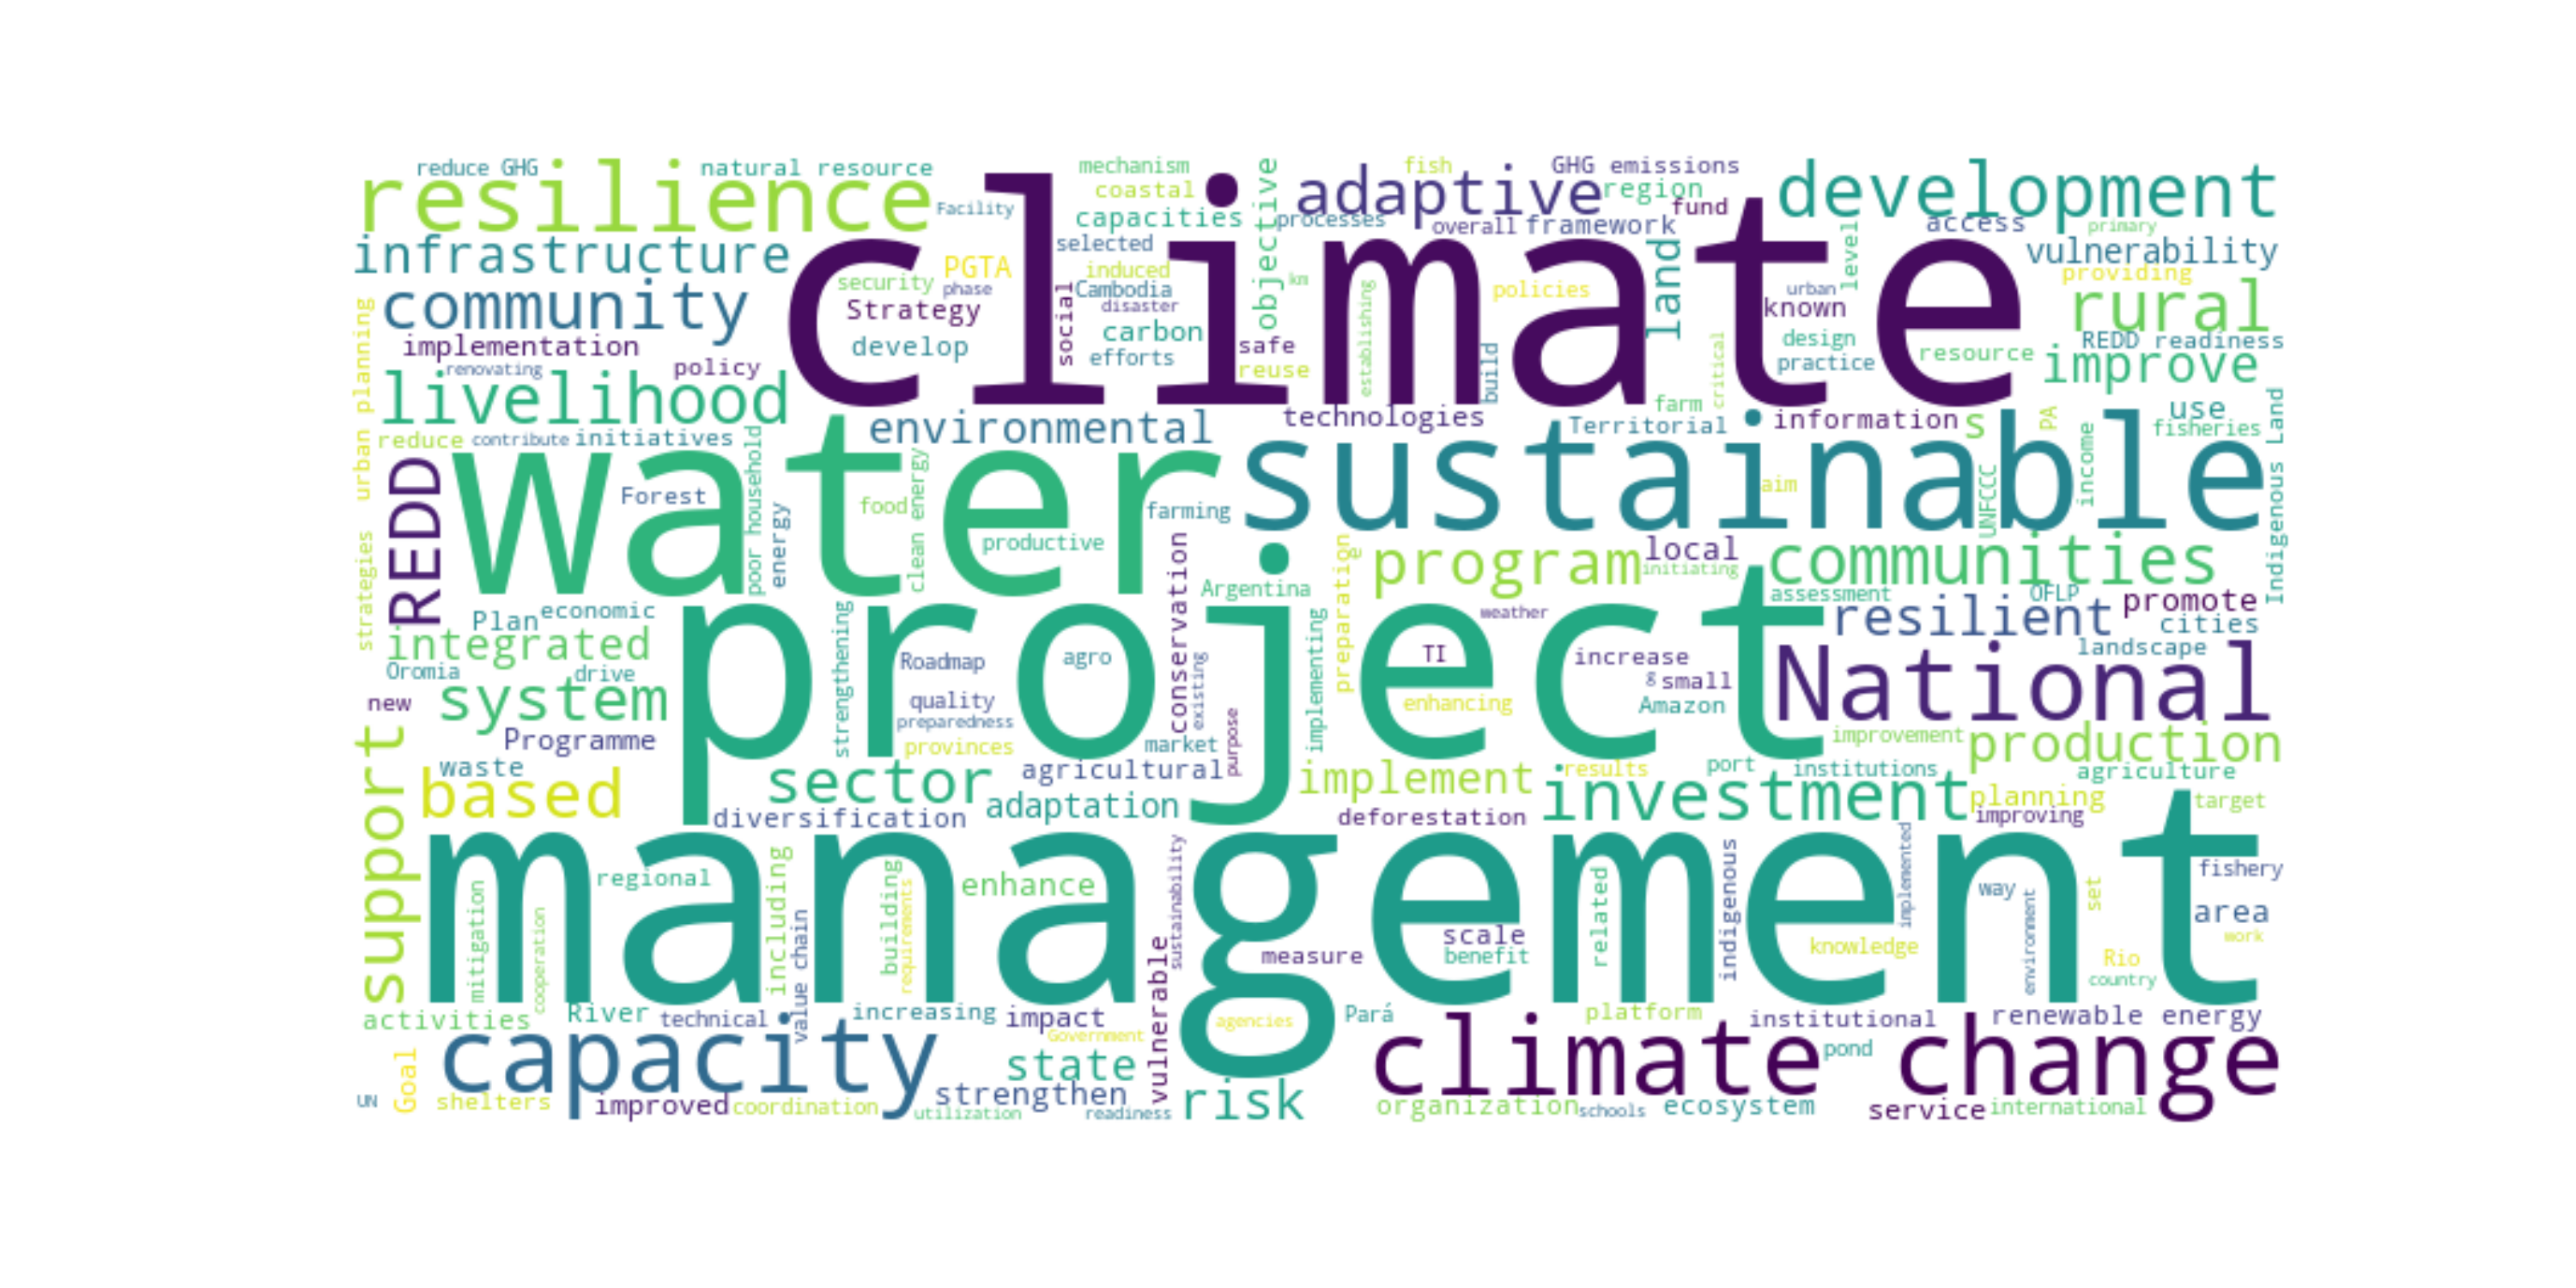 reduce GHG
natural resource
mechanism
fish
GHG emissions
resilience
climate
coastal
objective
adaptive
region
development
Facility
capacities
processes
fund
overall
framework
access
primary
infrastructure
selected
land
level
vulnerability
security
PGTA
induced
km
providing
community
phase
Cambodia
policies
urban
rural
Strategy
social
disaster
known
urban planning
implementation
develop
carbon
safe
establishing
design
REDD readiness
renovating
policy
efforts
reuse
build
critical
practice
resource
improve
livelihood
environmental
technologies
farm
Territorial
information
s
PA
use
fisheries
Indigenous Land
reduce
contribute
initiatives
poor household
Water
sustainable
REDD
Forest
energy
food
clean energy
farming
aim
UNFCCC
income
productive
conservation
strategies
preparation
e
program
local
initiating
communities
Argentina
project
assessment
OFLP
promote
Plan
economic
weather
resilient
cities
integrated
strengthening
Roadmap
agro
existing
implementing
TI
increase
National
landscape
Oromia
drive
system
quality
enhancing
g
small
Amazon
new
preparedness
support
Programme
provinces
market
purpose
improvement
production
waste
based
sector
agricultural
implement
results
port
institutions
agriculture
adaptation
investment
planning
target
diversification
deforestation
improving
management
regional
including
building
requirements
enhance
sustainability
related
indigenous
implemented
way
set
fishery
mitigation
cooperation
value chain
vulnerable
scale
measure
benefit
knowledge
environment
area
work
Rio
country
activities
River
technical
increasing
impact
Government
agencies
Pará
platform
institutional
renewable energy
capacity
state
climate change
pond
UN
Goal
shelters
improved
coordination
strengthen
utilization
readiness
risk
organization
schools
ecosystem
service
international